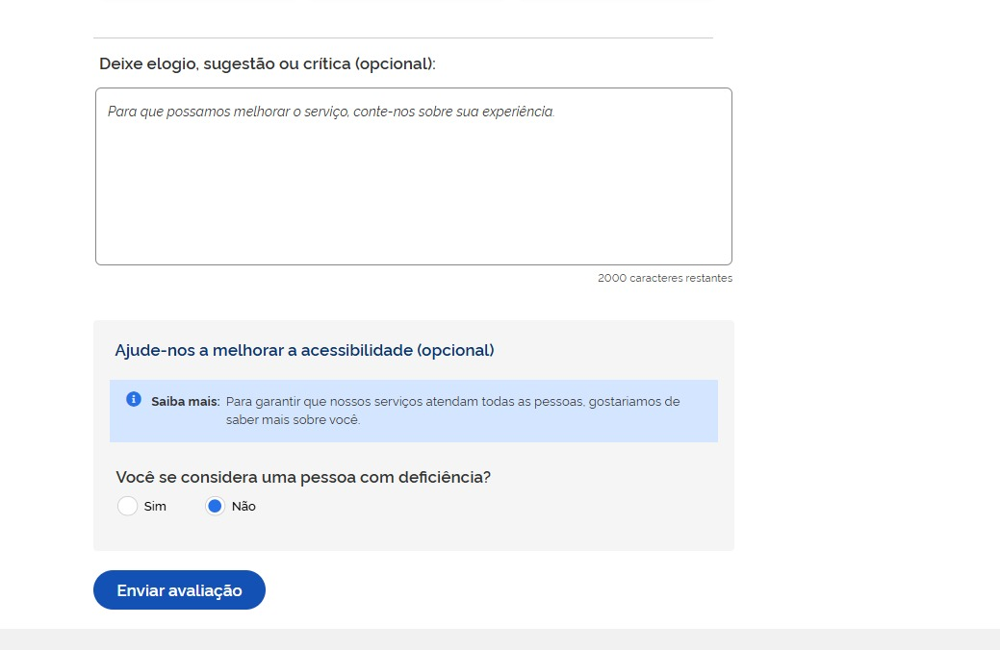 Deixe elogio, sugestão ou crítica (opcional):
Para que possamos melhorar o serviço, conte-nos sobre sua experiência.
2000 caracteres restantes
Ajude-nos a melhorar a acessibilidade (opcional)
Saiba mais: Para garantir que nossos serviços atendam todas as pessoas, gostariamos de
saber mais sobre você.
Você se considera uma pessoa com deficiência?
Sim Não
Enviar avaliação